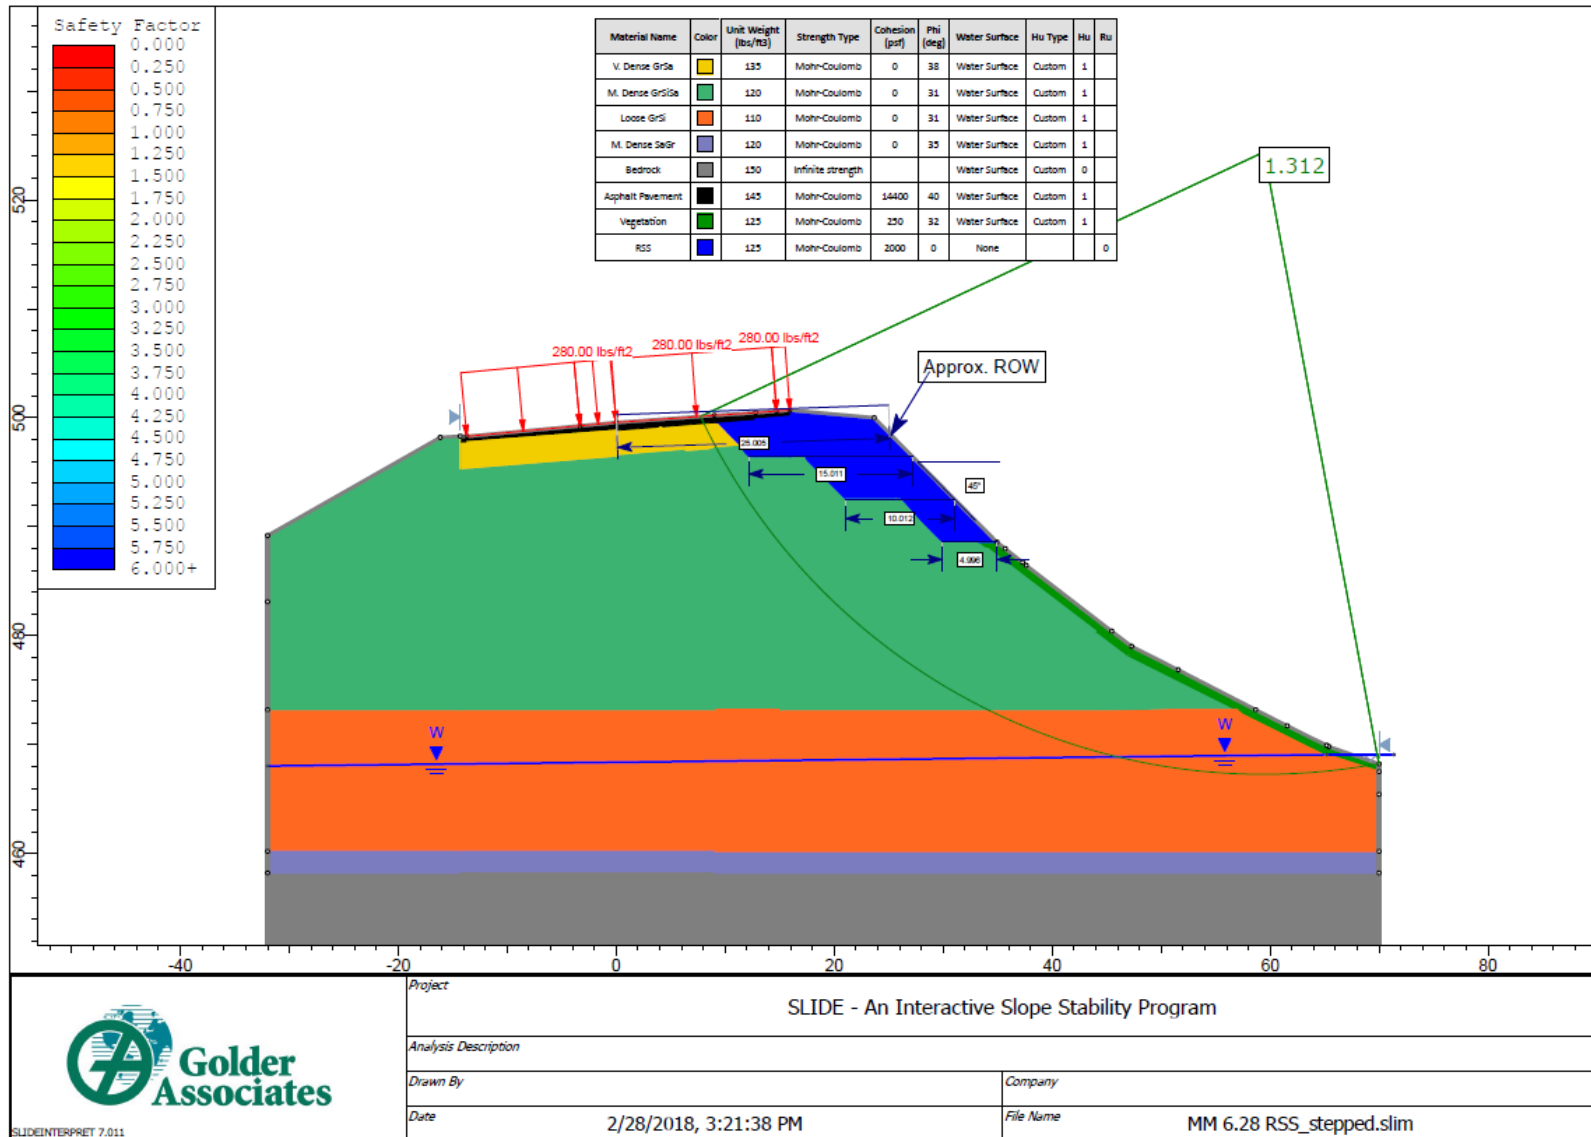 Safety Factor
0.000
0.250
0.500
0.750
1.000
1.250
1.500
1.750
2.000
2.250
2.500
2.750
3.000
3.250
3.500
3.750
4.000
4.250
4.500
4.750
5.000
5.250
5.500
5.750
6.000+
Material Name Color Unit Weight (lbs/ft3) Strength Type Cohesion (psf) Phi (deg) Water Surface Hu Type Hu Ru
V. Dense GrSa 135 Mohr-Coulomb 0 38 Water Surface Custom 1
M. Dense GrSiSa 120 Mohr-Coulomb 0 31 Water Surface Custom 1
Loose GrSi 110 Mohr-Coulomb 0 31 Water Surface Custom 1
M. Dense SaGr 120 Mohr-Coulomb 0 35 Water Surface Custom 1
Bedrock 150 Infinite strength Water Surface Custom 0
Asphalt Pavement 145 Mohr-Coulomb 14400 40 Water Surface Custom 1
Vegetation 125 Mohr-Coulomb 250 32 Water Surface Custom 1
RSS 125 Mohr-Coulomb 2000 0 None 0
1.312
280.00 lbs/ft2 280.00 lbs/ft2 280.00 lbs/ft2
Approx. ROW
25.005
15.011
45°
10.012
4.996
W W
520
500
480
460
-40 -20 0 20 40 60 80
Golder
Associates
SLIDEINTERPRET 7.011
Project
SLIDE - An Interactive Slope Stability Program
Analysis Description
Drawn By
Company
Date 2/28/2018, 3:21:38 PM
File Name MM 6.28 RSS_stepped.slim